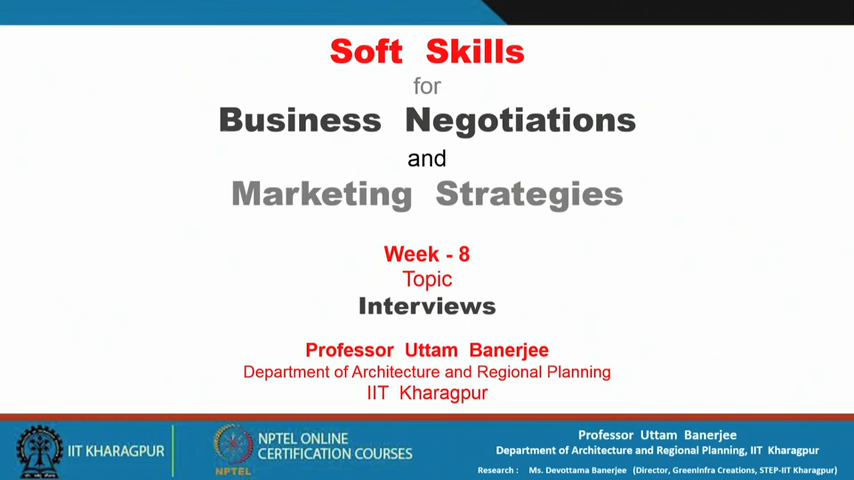 Soft Skills
for
Business Negotiations
and
Marketing Strategies
Week - 8
Topic
Interviews
Professor Uttam Banerjee
Department of Architecture and Regional Planning
IIT Kharagpur
IIT KHARAGPUR
NPTEL
NPTEL ONLINE
CERTIFICATION COURSES
Professor Uttam Banerjee
Department of Architecture and Regional Planning, IIT Kharagpur
Research : Ms. Devottama Banerjee (Director, GreenInfra Creations, STEP-IIT Kharagpur)